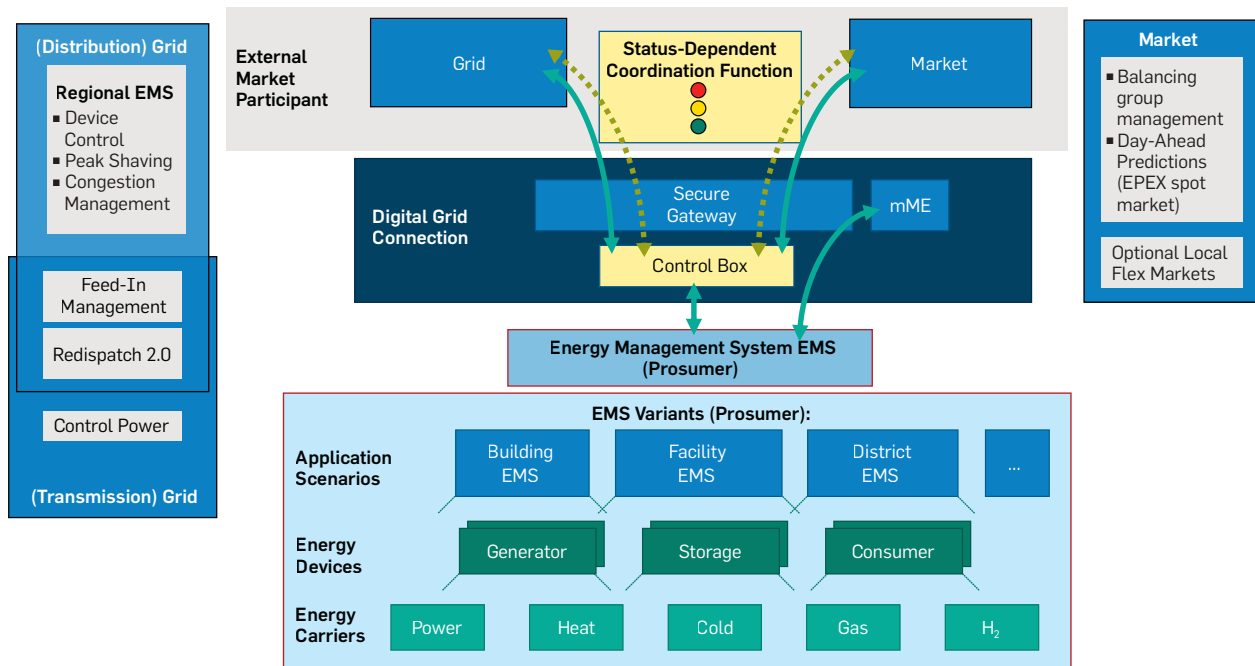 (Distribution) Grid
Regional EMS
▪ Device
Control
▪ Peak Shaving
▪ Congestion
Management
Feed-In
Management
Redispatch 2.0
Control Power
(Transmission) Grid
External
Market
Participant
Grid
Status-Dependent
Coordination Function
Market
Digital Grid
Connection
Secure
Gateway
mME
Control Box
Energy Management System EMS
(Prosumer)
EMS Variants (Prosumer):
Application
Scenarios
Building
EMS
Facility
EMS
District
EMS
...
Energy
Devices
Generator
Storage
Consumer
Energy
Carriers
Power
Heat
Cold
Gas
H₂
Market
▪ Balancing
group
management
▪ Day-Ahead
Predictions
(EPEX spot
market)
Optional Local
Flex Markets